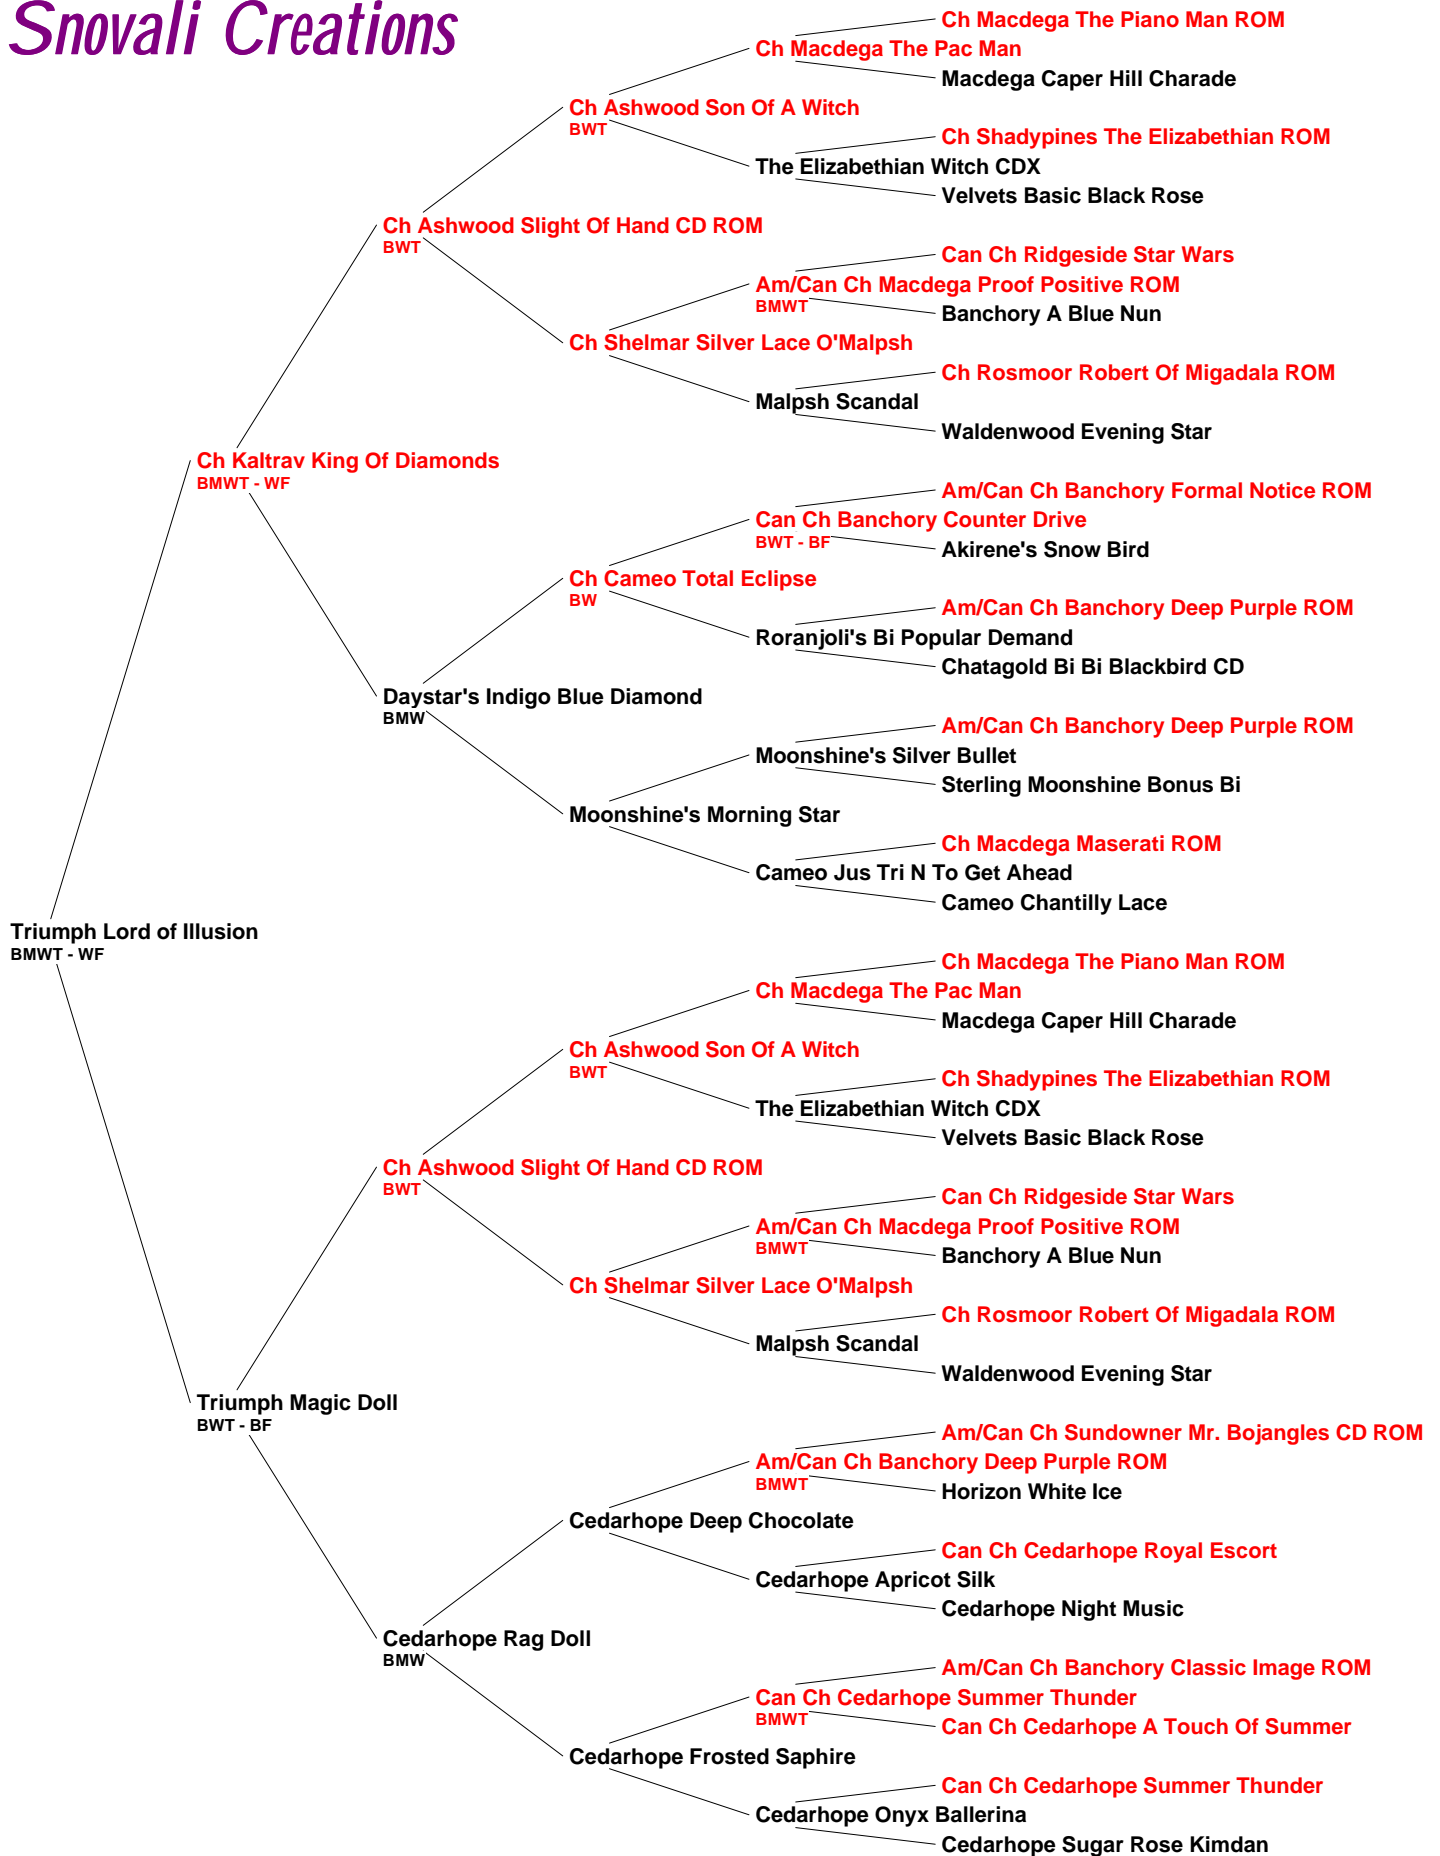 Snovali Creations
Ch Macdega The Piano Man ROM
Ch Macdega The Pac Man
Macdega Caper Hill Charade
Ch Ashwood Son Of A Witch
BWT
Ch Shadypines The Elizabethian ROM
The Elizabethian Witch CDX
Velvets Basic Black Rose
Ch Ashwood Slight Of Hand CD ROM
BWT
Can Ch Ridgeside Star Wars
Am/Can Ch Macdega Proof Positive ROM
BMWT
Banchory A Blue Nun
Ch Shelmar Silver Lace O'Malpsh
Ch Rosmoor Robert Of Migadala ROM
Malpsh Scandal
Waldenwood Evening Star
Ch Kaltrav King Of Diamonds
BMWT - WF
Am/Can Ch Banchory Formal Notice ROM
Can Ch Banchory Counter Drive
BWT - BF
Akirene's Snow Bird
Ch Cameo Total Eclipse
BW
Am/Can Ch Banchory Deep Purple ROM
Roranjoli's Bi Popular Demand
Chatagold Bi Bi Blackbird CD
Daystar's Indigo Blue Diamond
BMW
Am/Can Ch Banchory Deep Purple ROM
Moonshine's Silver Bullet
Sterling Moonshine Bonus Bi
Moonshine's Morning Star
Ch Macdega Maserati ROM
Cameo Jus Tri N To Get Ahead
Cameo Chantilly Lace
Triumph Lord of Illusion
BMWT - WF
Ch Macdega The Piano Man ROM
Ch Macdega The Pac Man
Macdega Caper Hill Charade
Ch Ashwood Son Of A Witch
BWT
Ch Shadypines The Elizabethian ROM
The Elizabethian Witch CDX
Velvets Basic Black Rose
Ch Ashwood Slight Of Hand CD ROM
BWT
Can Ch Ridgeside Star Wars
Am/Can Ch Macdega Proof Positive ROM
BMWT
Banchory A Blue Nun
Ch Shelmar Silver Lace O'Malpsh
Ch Rosmoor Robert Of Migadala ROM
Malpsh Scandal
Waldenwood Evening Star
Triumph Magic Doll
BWT - BF
Am/Can Ch Sundowner Mr. Bojangles CD ROM
Am/Can Ch Banchory Deep Purple ROM
BMWT
Horizon White Ice
Cedarhope Deep Chocolate
Can Ch Cedarhope Royal Escort
Cedarhope Apricot Silk
Cedarhope Night Music
Cedarhope Rag Doll
BMW
Am/Can Ch Banchory Classic Image ROM
Can Ch Cedarhope Summer Thunder
BMWT
Can Ch Cedarhope A Touch Of Summer
Cedarhope Frosted Saphire
Can Ch Cedarhope Summer Thunder
Cedarhope Onyx Ballerina
Cedarhope Sugar Rose Kimdan